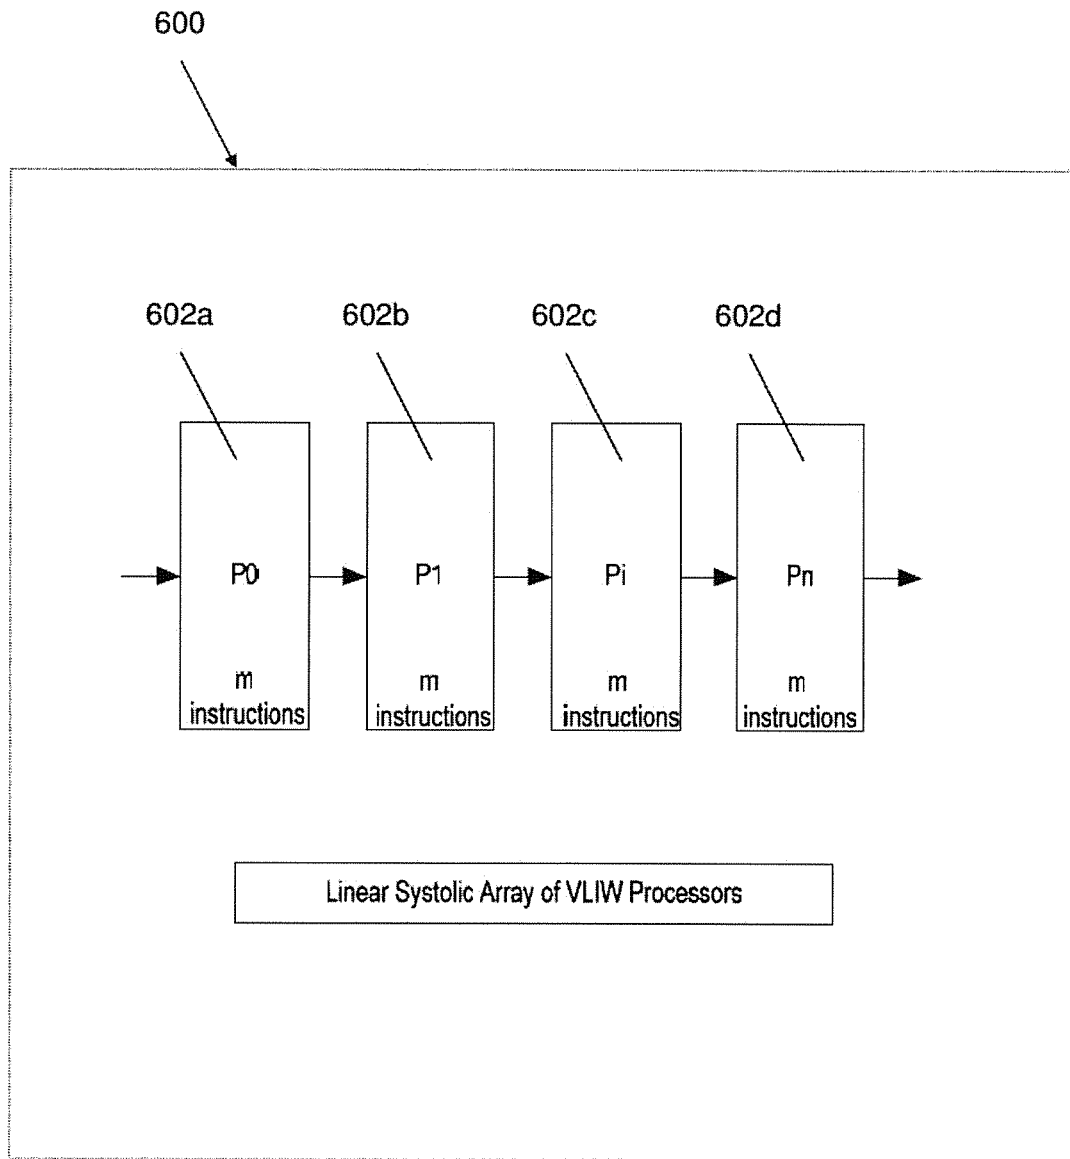 600
602a 602b 602c 602d
P0 P1 Pi Pn
m m m m
instructions instructions instructions instructions
Linear Systolic Array of VLIW Processors